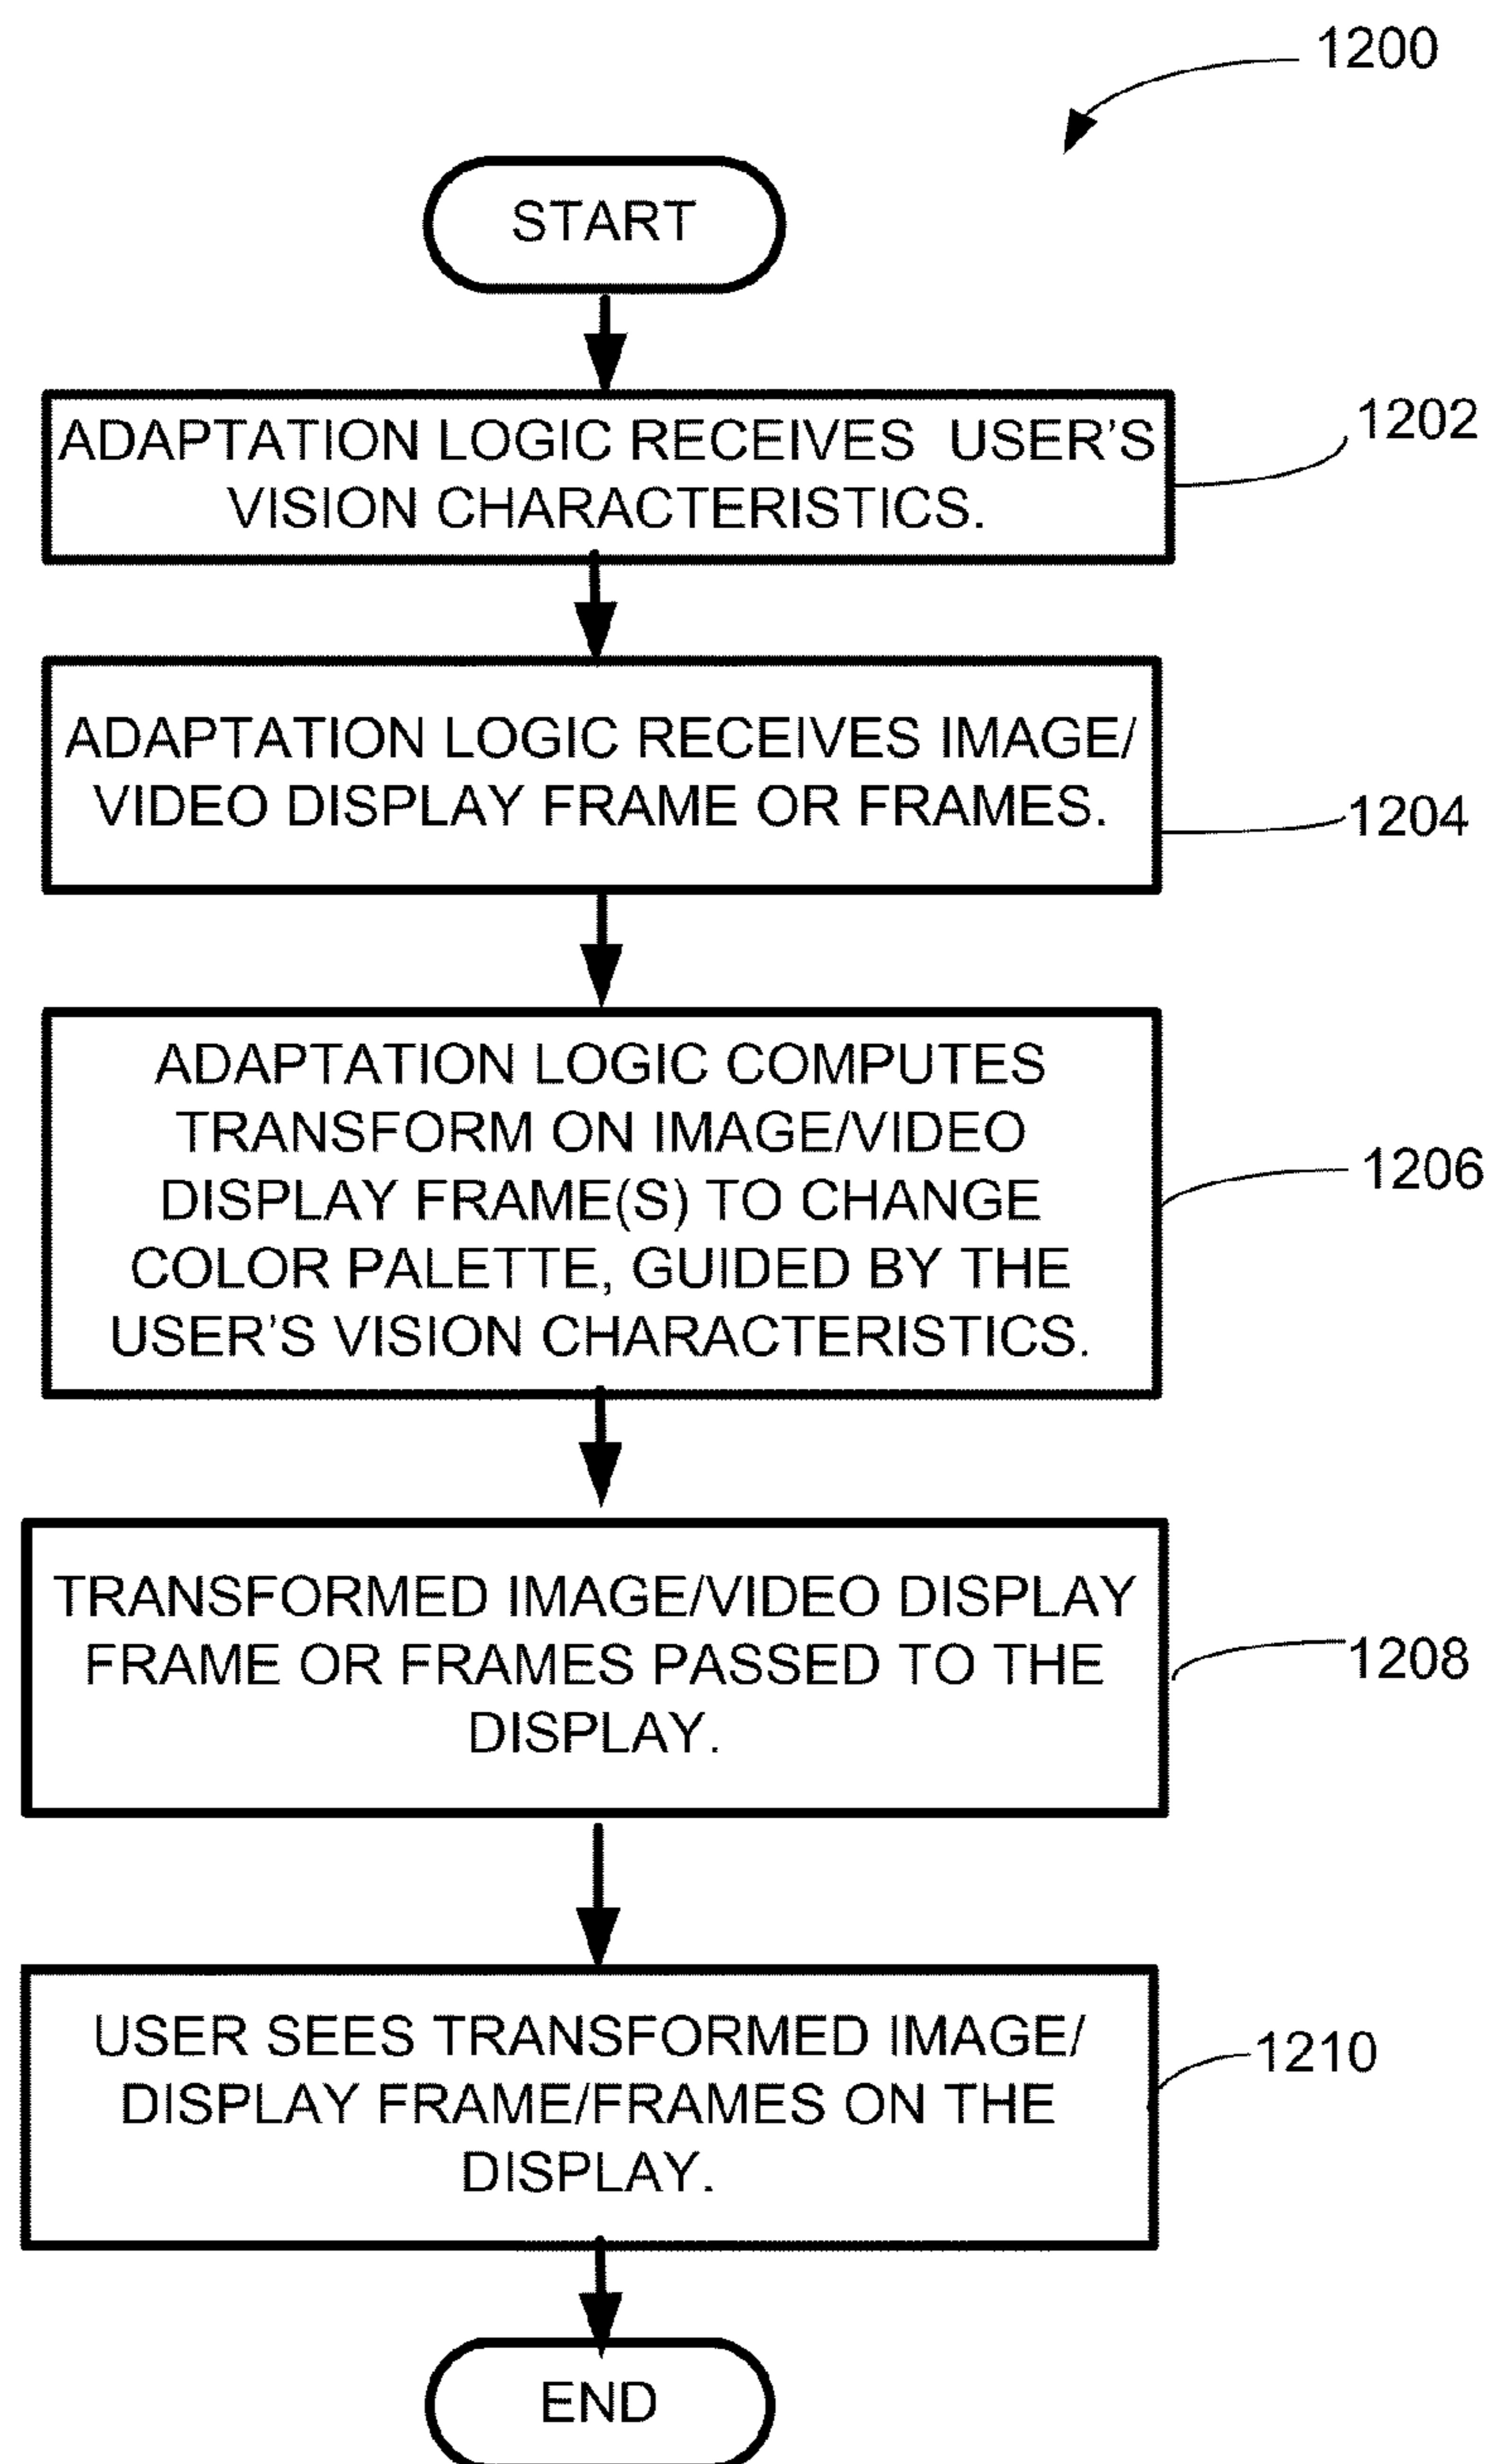 1200
START
ADAPTATION LOGIC RECEIVES USER'S
VISION CHARACTERISTICS.
1202
ADAPTATION LOGIC RECEIVES IMAGE/
VIDEO DISPLAY FRAME OR FRAMES.
1204
ADAPTATION LOGIC COMPUTES
TRANSFORM ON IMAGE/VIDEO
DISPLAY FRAME(S) TO CHANGE
COLOR PALETTE, GUIDED BY THE
USER'S VISION CHARACTERISTICS.
1206
TRANSFORMED IMAGE/VIDEO DISPLAY
FRAME OR FRAMES PASSED TO THE
DISPLAY.
1208
USER SEES TRANSFORMED IMAGE/
DISPLAY FRAME/FRAMES ON THE
DISPLAY.
1210
END